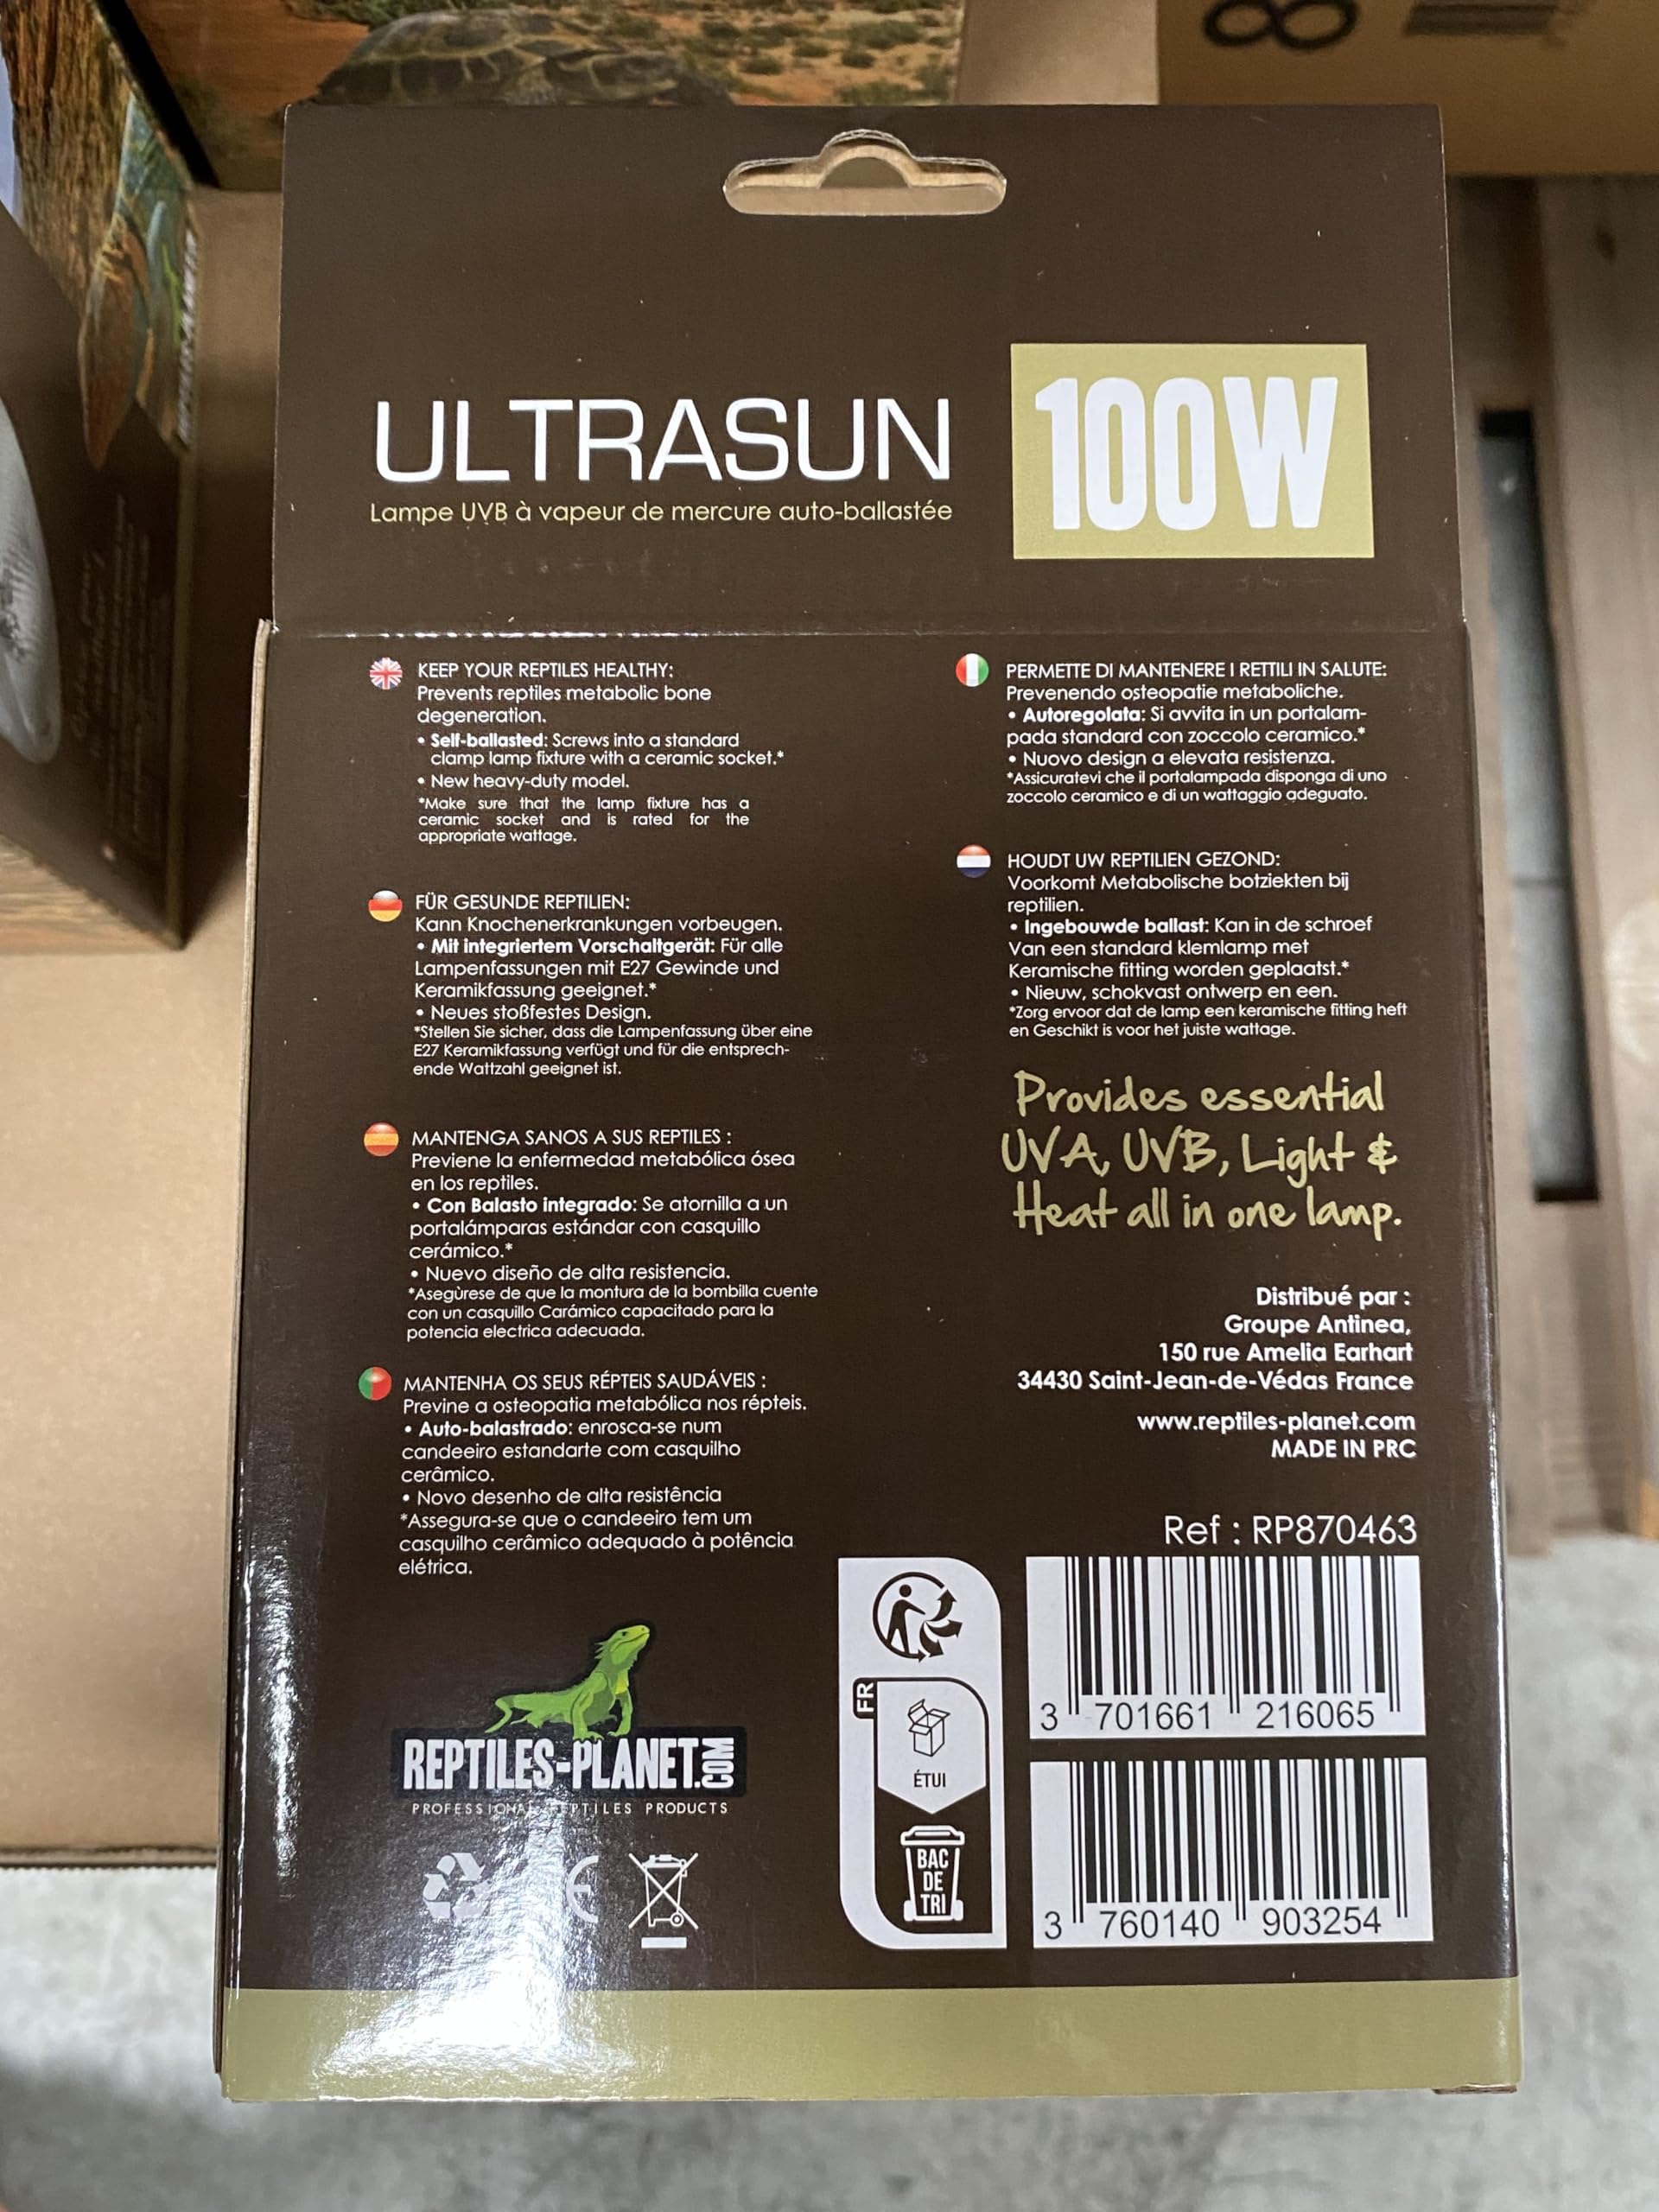 8
ULTRASUN
Lampe UVB à vapeur de mercure auto-ballastée
100W
KEEP YOUR REPTILES HEALTHY:
Prevents reptiles metabolic bone
degeneration.
• Self-ballasted: Screws into a standard
clamp lamp fixture with a ceramic socket.*
• New heavy-duty model.
*Make sure that the lamp fixture has a
ceramic socket and is rated for the
appropriate wattage.
FÜR GESUNDE REPTILIEN:
Kann Knochenerkrankungen vorbeugen.
• Mit integriertem Vorschaltgerät: Für alle
Lampenfassungen mit E27 Gewinde und
Keramikfassung geeignet.*
• Neues stoßfestes Design.
*Stellen Sie sicher, dass die Lampenfassung über eine
E27 Keramikfassung verfügt und für die entsprech-
ende Wattzahl geeignet ist.
MANTENGA SANOS A SUS REPTILES :
Previene la enfermedad metabólica ósea
en los reptiles.
• Con Balasto integrado: Se atornilla a un
portalámparas estándar con casquillo
cerámico.*
• Nuevo diseño de alta resistencia.
*Asegùrese de que la montura de la bombilla cuente
con un casquillo Carámico capacitado para la
potencia electrica adecuada.
MANTENHA OS SEUS RÉPTEIS SAUDÁVEIS :
Previne a osteopatia metabólica nos répteis.
• Auto-balastrado: enrosca-se num
candeeiro estandarte com casquilho
cerâmico.
• Novo desenho de alta resistência
*Assegura-se que o candeeiro tem um
casquilho cerâmico adequado à potência
elétrica.
REPTILES-PLANET.COM
PROFESSIONAL REPTILES PRODUCTS
CE
PERMETTE DI MANTENERE I RETTILI IN SALUTE:
Prevenendo osteopatie metaboliche.
• Autoregolata: Si avvita in un portalam-
pada standard con zoccolo ceramico.*
• Nuovo design a elevata resistenza.
*Assicuratevi che il portalampada disponga di uno
zoccolo ceramico e di un wattaggio adeguato.
HOUDT UW REPTILIEN GEZOND:
Voorkomt Metabolische botziekten bij
reptilien.
• Ingebouwde ballast: Kan in de schroef
Van een standard klemlamp met
Keramische fitting worden geplaatst.*
• Nieuw, schokvast ontwerp en een.
*Zorg ervoor dat de lamp een keramische fitting heft
en Geschikt is voor het juiste wattage.
Provides essential
UVA, UVB, Light &
Heat all in one lamp.
Distribué par :
Groupe Antinea,
150 rue Amelia Earhart
34430 Saint-Jean-de-Védas France
www.reptiles-planet.com
MADE IN PRC
Ref : RP870463
3 701661 216065
FR
ÉTUI
BAC
DE
TRI
3 760140 903254